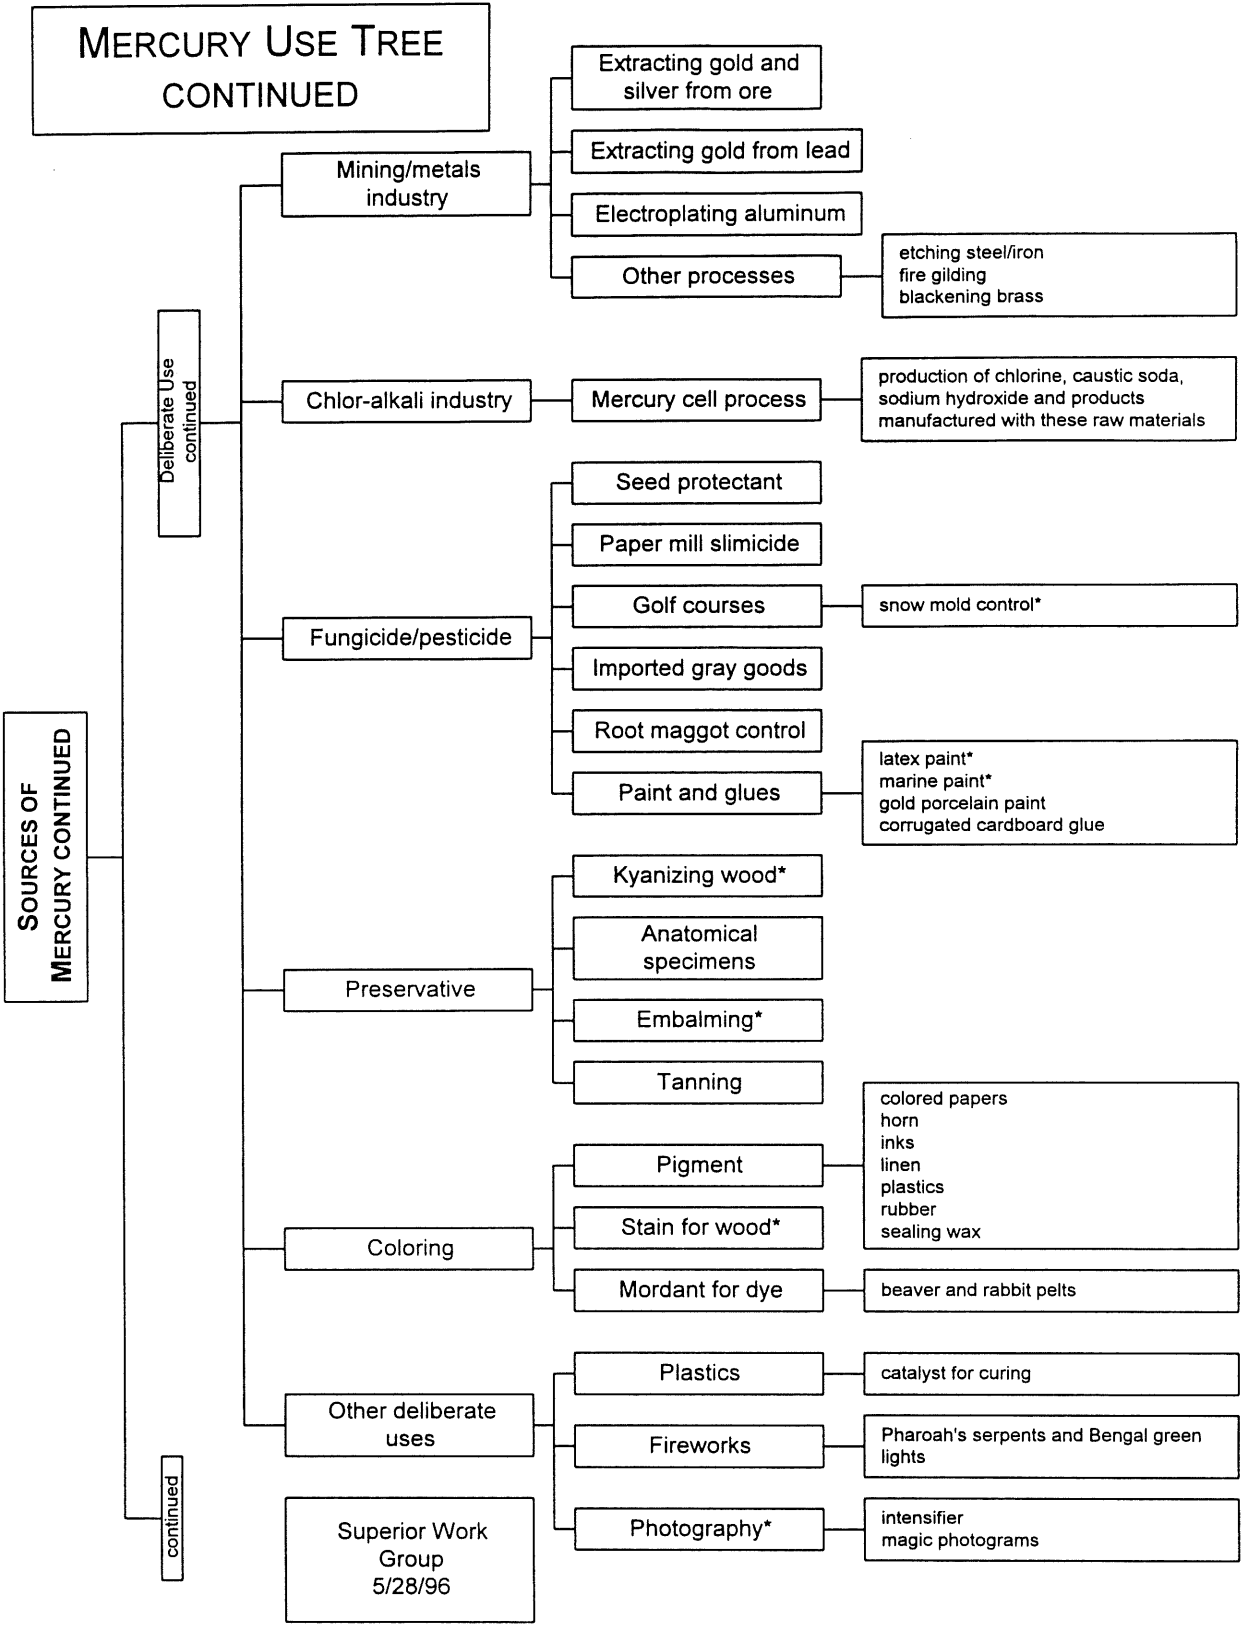 MERCURY USE TREE
CONTINUED
Extracting gold and
silver from ore
Extracting gold from lead
Mining/metals
industry
Electroplating aluminum
Other processes
etching steel/iron
fire gilding
blackening brass
Deliberate Use
continued
Chlor-alkali industry
Mercury cell process
production of chlorine, caustic soda,
sodium hydroxide and products
manufactured with these raw materials
Seed protectant
Paper mill slimicide
Golf courses
snow mold control*
Fungicide/pesticide
Imported gray goods
Root maggot control
Paint and glues
latex paint*
marine paint*
gold porcelain paint
corrugated cardboard glue
SOURCES OF
MERCURY CONTINUED
Kyanizing wood*
Anatomical
specimens
Preservative
Embalming*
Tanning
Pigment
colored papers
horn
inks
linen
plastics
rubber
sealing wax
Coloring
Stain for wood*
Mordant for dye
beaver and rabbit pelts
Plastics
catalyst for curing
Other deliberate
uses
Fireworks
Pharoah's serpents and Bengal green
lights
Photography*
intensifier
magic photograms
continued
Superior Work
Group
5/28/96